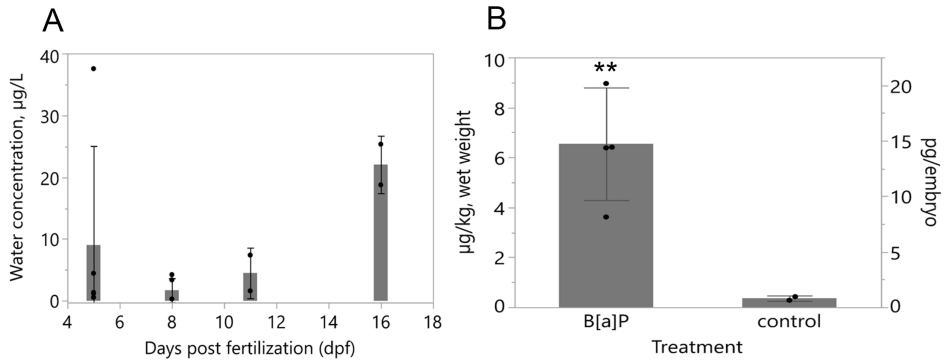 A
Water concentration, µg/L
40
30
20
10
0
4
6
8
10
12
14
16
18
Days post fertilization (dpf)
B
µg/kg, wet weight
10
8
6
4
2
0
**
20
15
10
5
0
pg/embryo
B[a]P
control
Treatment